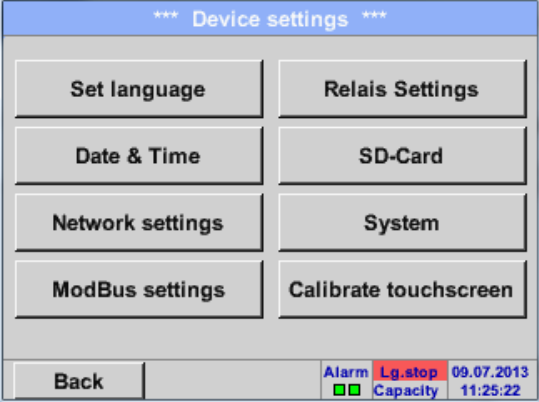 *** Device settings ***
Set language
Relais Settings
Date & Time
SD-Card
Network settings
System
ModBus settings
Calibrate touchscreen
Back
Alarm Lg.stop 09.07.2013
Capacity 11:25:22